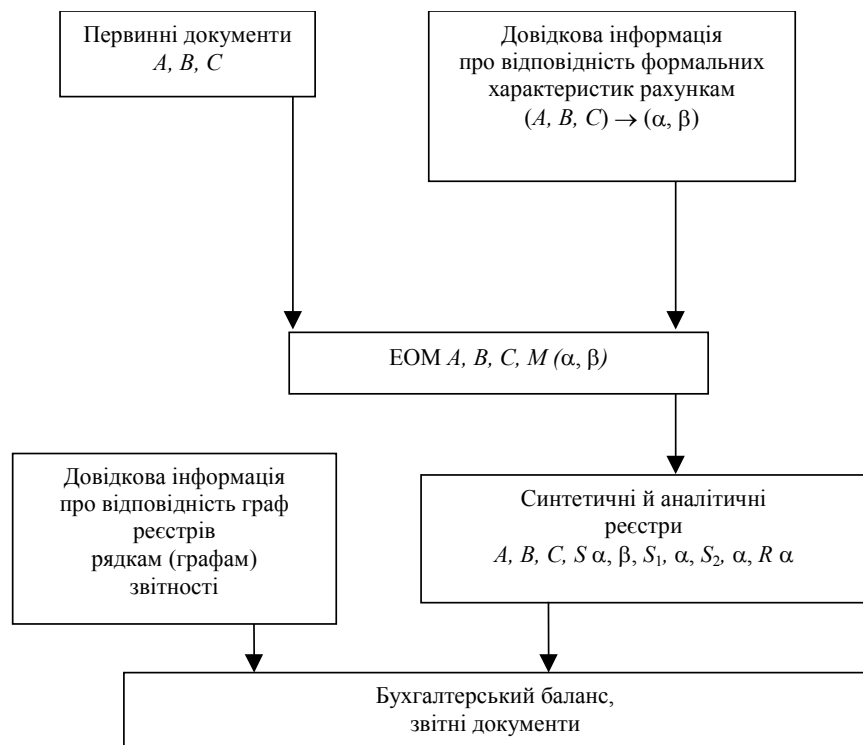 Первинні документи
A, B, C
Довідкова інформація
про відповідність формальних
характеристик рахункам
(A, B, C) → (α, β)
ЕОМ A, B, C, M (α, β)
Довідкова інформація
про відповідність граф
реєстрів
рядкам (графам)
звітності
Синтетичні й аналітичні
реєстри
A, B, C, S α, β, S₁, α, S₂, α, R α
Бухгалтерський баланс,
звітні документи